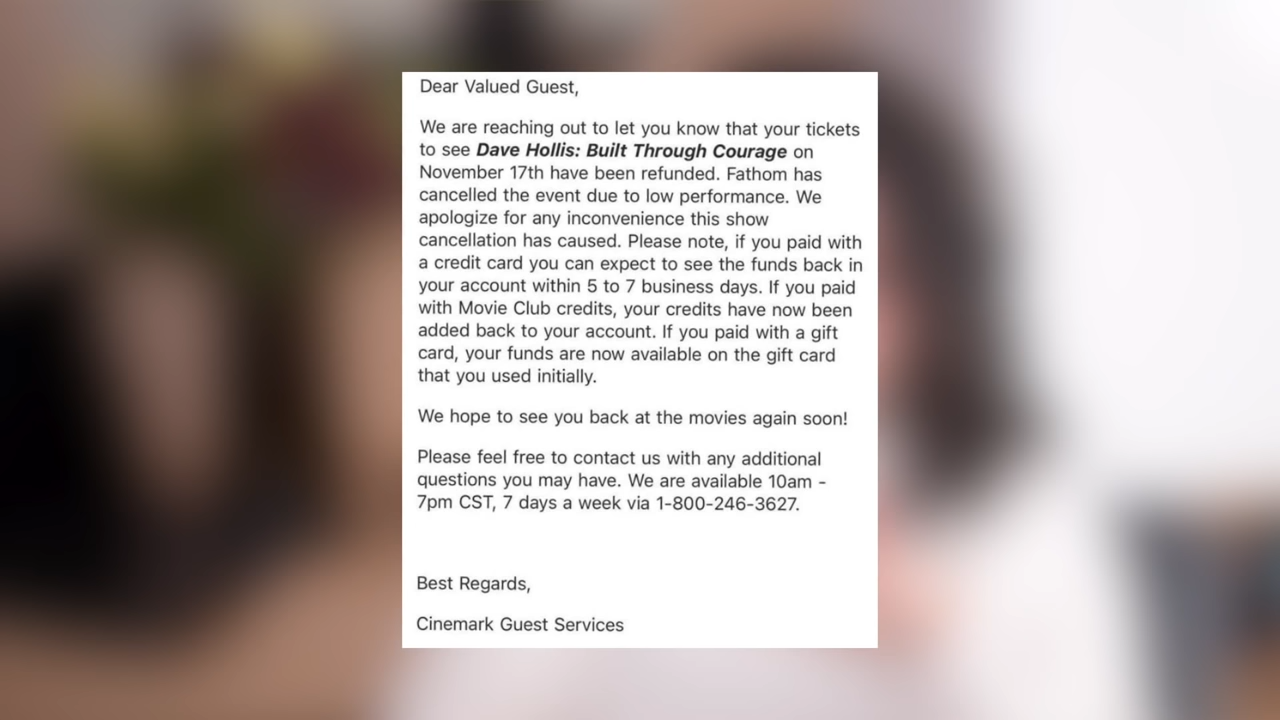 Dear Valued Guest,
We are reaching out to let you know that your tickets
to see Dave Hollis: Built Through Courage on
November 17th have been refunded. Fathom has
cancelled the event due to low performance. We
apologize for any inconvenience this show
cancellation has caused. Please note, if you paid with
a credit card you can expect to see the funds back in
your account within 5 to 7 business days. If you paid
with Movie Club credits, your credits have now been
added back to your account. If you paid with a gift
card, your funds are now available on the gift card
that you used initially.
We hope to see you back at the movies again soon!
Please feel free to contact us with any additional
questions you may have. We are available 10am -
7pm CST, 7 days a week via 1-800-246-3627.
Best Regards,
Cinemark Guest Services